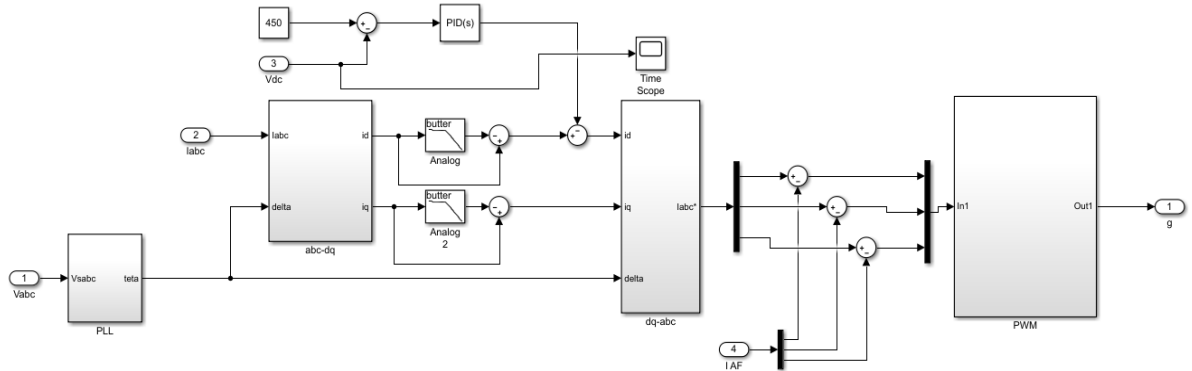 450
PID(s)
3
Vdc
Time
Scope
2
Iabc
Iabc
id
delta
iq
abc-dq
butter
Analog
butter
Analog
2
id
iq
Iabc*
delta
dq-abc
1
Vabc
Vsabc
teta
PLL
4
I AF
In1
Out1
PWM
1
g